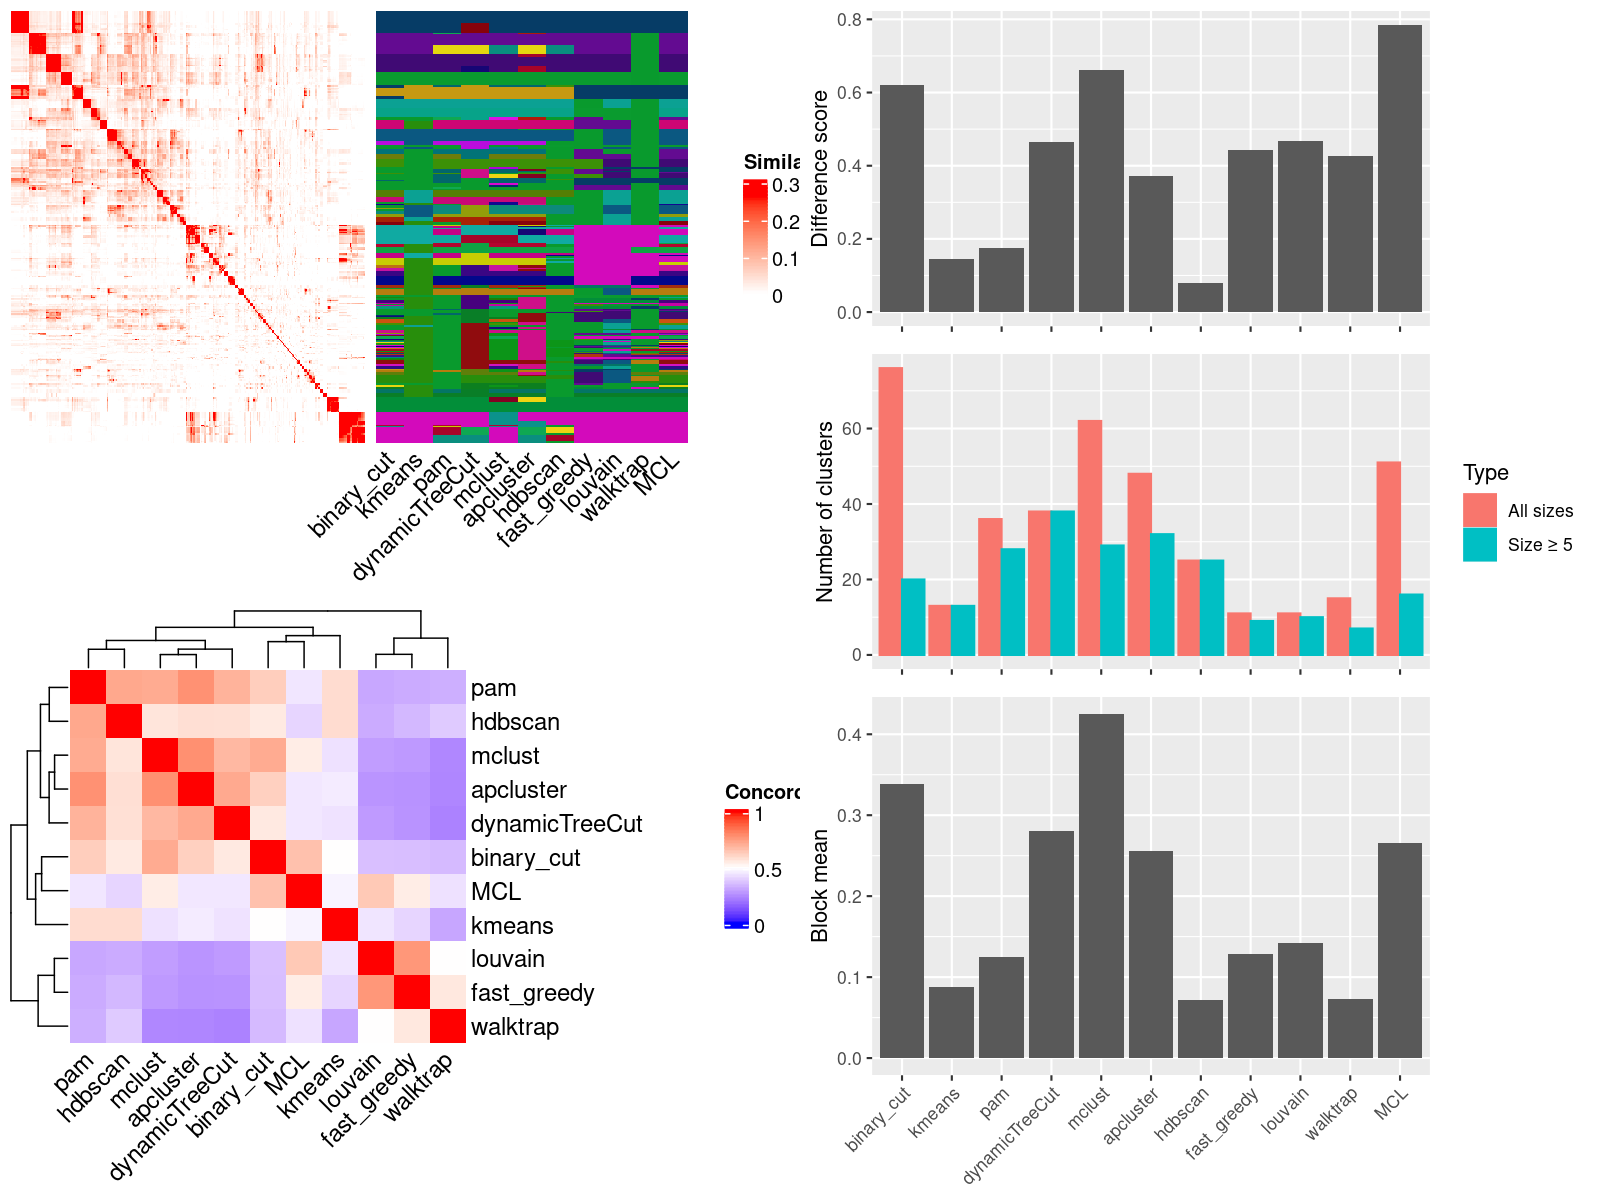 Simila
0.3
0.2
0.1
0
binary_cut
kmeans
pam
dynamicTreeCut
mclust
apcluster
hdbscan
fast_greedy
louvain
walktrap
MCL
pam
hdbscan
mclust
apcluster
dynamicTreeCut
binary_cut
MCL
kmeans
louvain
fast_greedy
walktrap
pam
hdbscan
mclust
apcluster
dynamicTreeCut
binary_cut
MCL
kmeans
louvain
fast_greedy
walktrap
Concord
1
0.5
0
Difference score
0.8
0.6
0.4
0.2
0.0
Number of clusters
60
40
20
0
Type
All sizes
Size ≥ 5
Block mean
0.4
0.3
0.2
0.1
0.0
binary_cut
kmeans
pam
dynamicTreeCut
mclust
apcluster
hdbscan
fast_greedy
louvain
walktrap
MCL